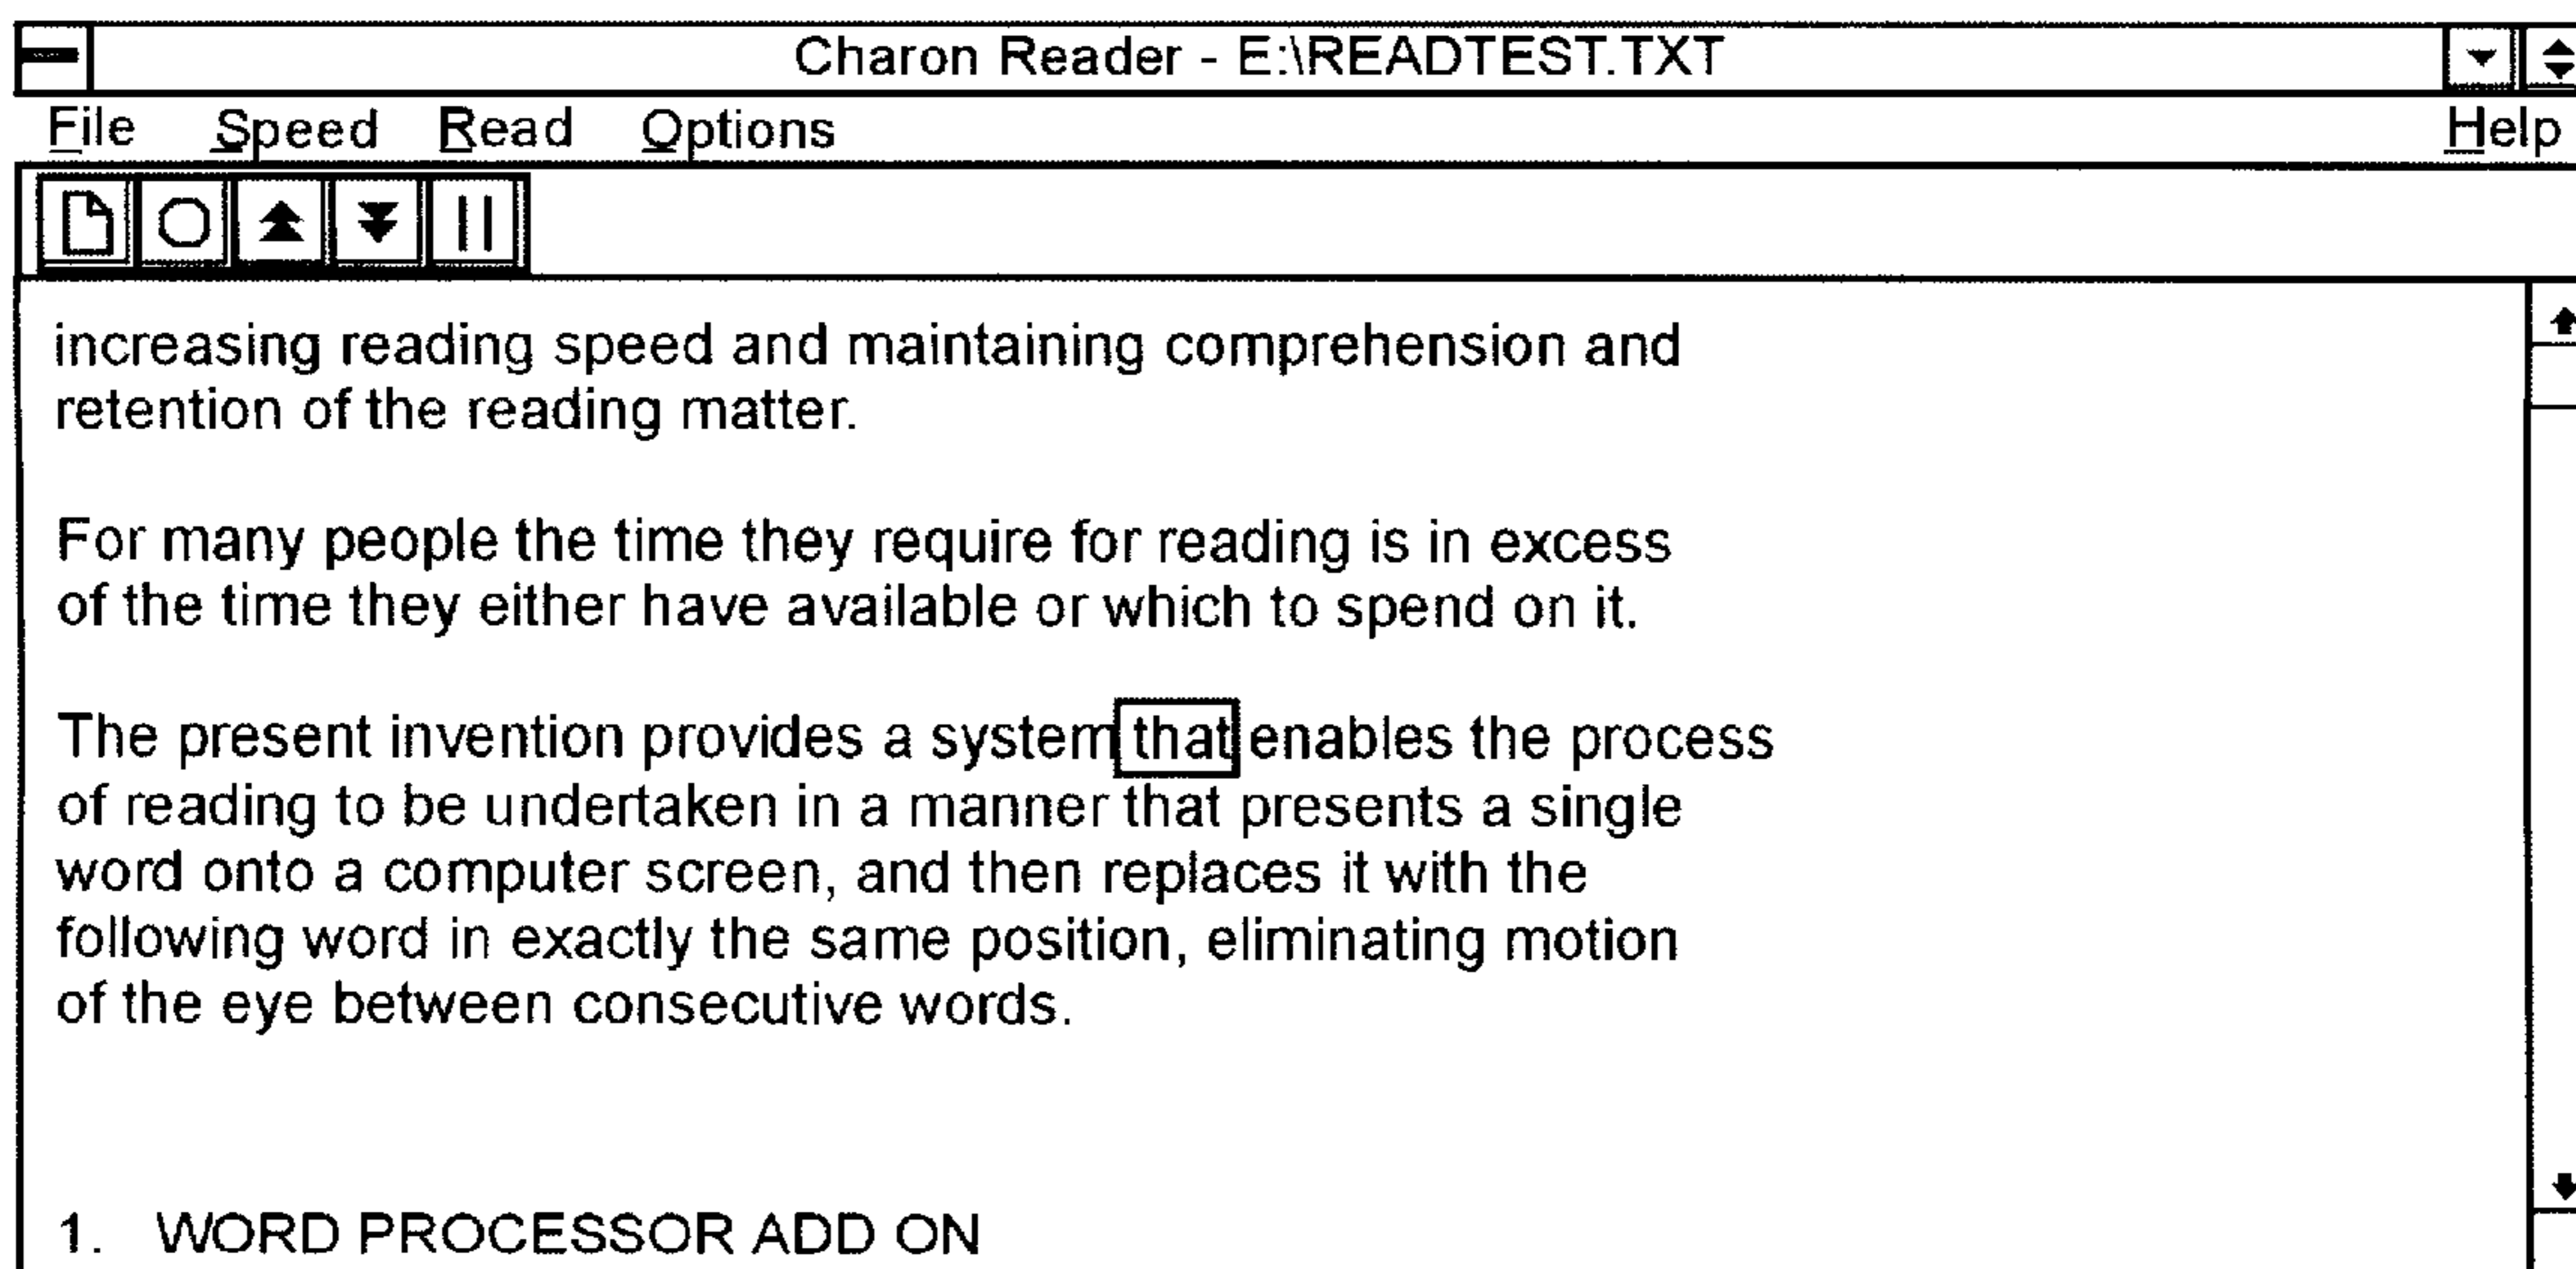 Charon Reader - E:\READTEST.TXT
File Speed Read Options Help
increasing reading speed and maintaining comprehension and
retention of the reading matter.
For many people the time they require for reading is in excess
of the time they either have available or which to spend on it.
The present invention provides a system that enables the process
of reading to be undertaken in a manner that presents a single
word onto a computer screen, and then replaces it with the
following word in exactly the same position, eliminating motion
of the eye between consecutive words.
1. WORD PROCESSOR ADD ON